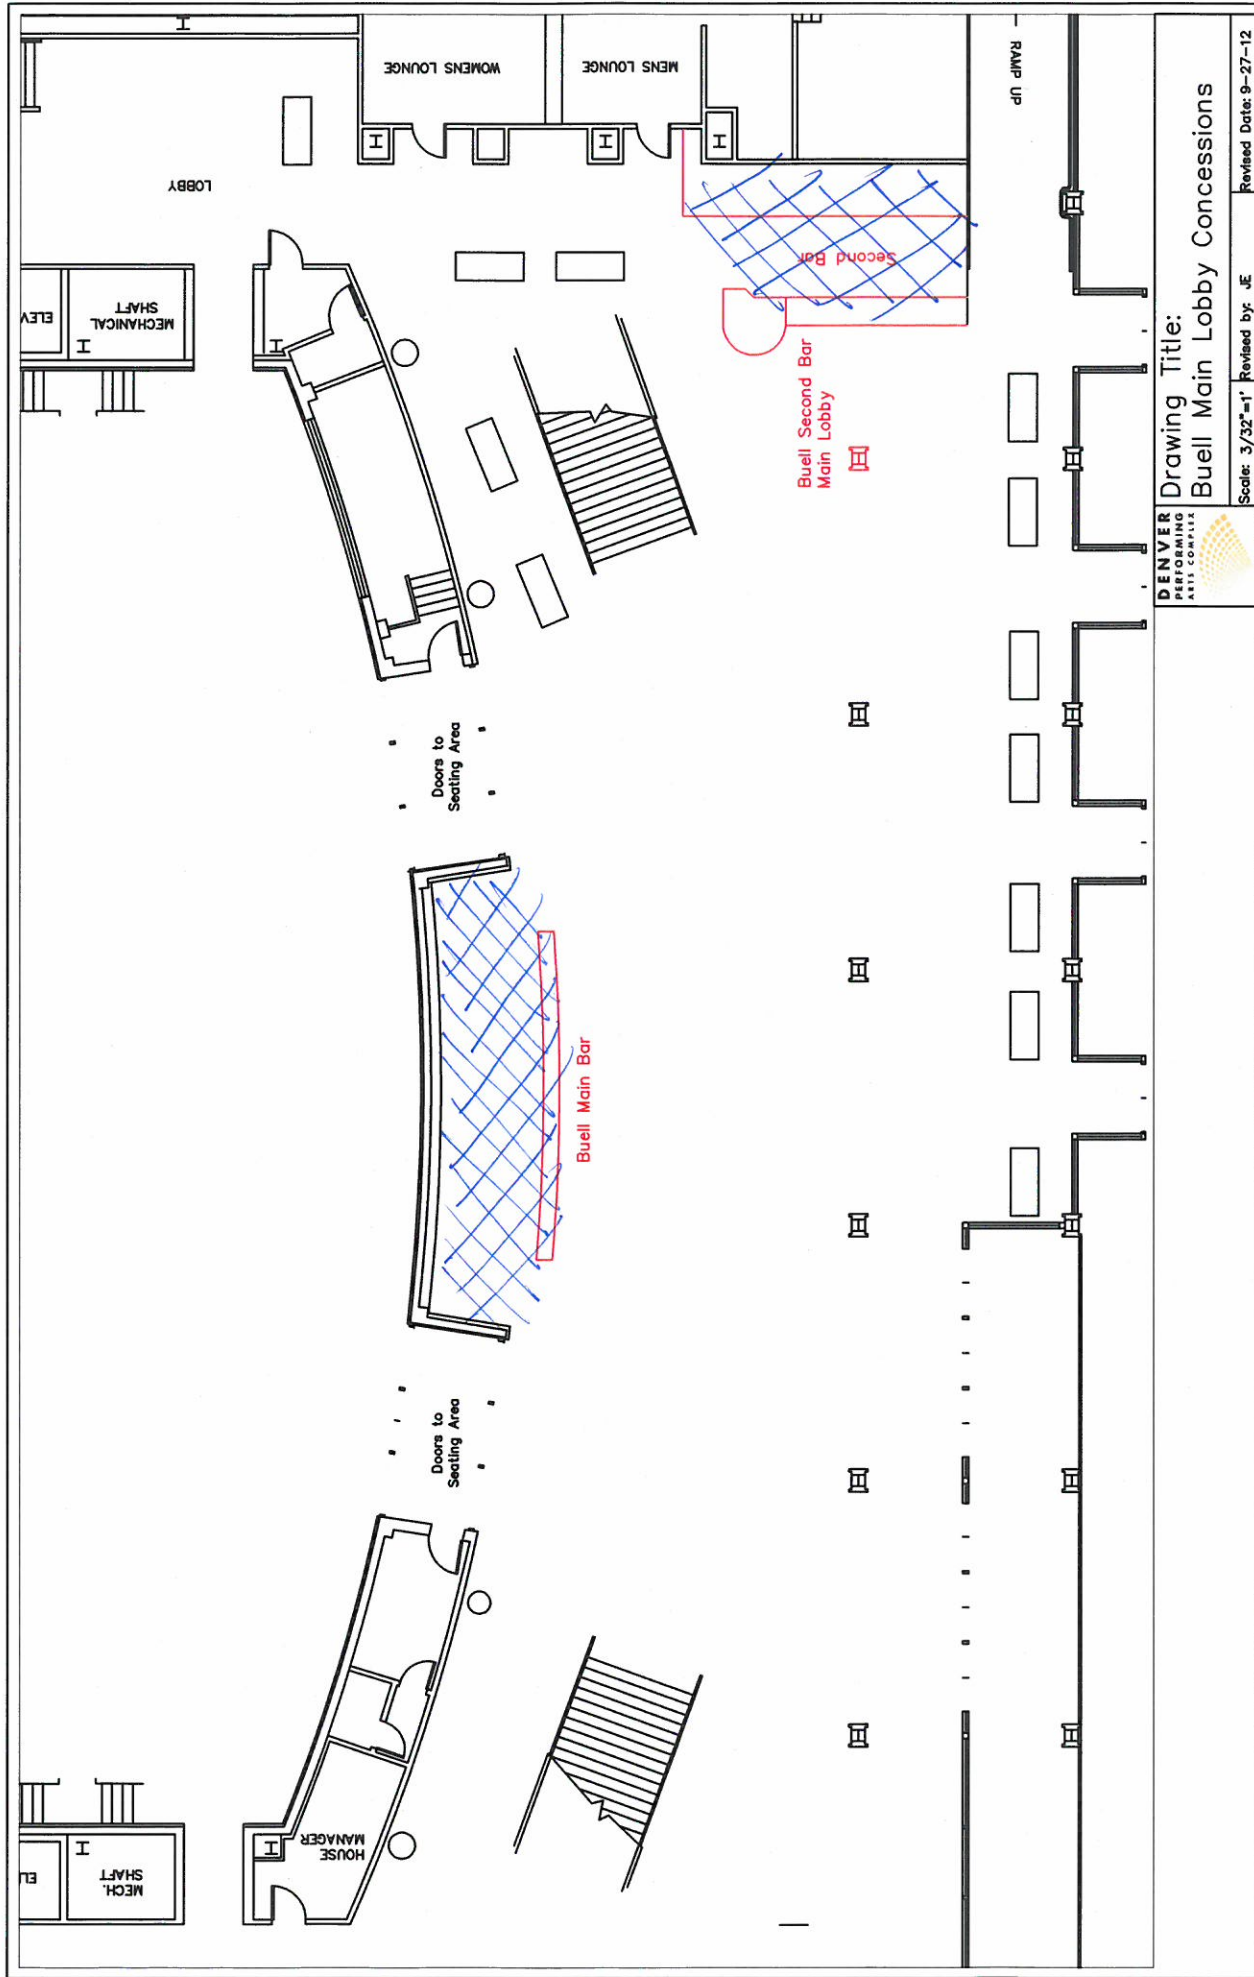 H
WOMENS LOUNGE
MENS LOUNGE
RAMP UP
LOBBY
H
H
H
ELEV
MECHANICAL
SHAFT
H
H
Second Bar
Buell Second Bar
Main Lobby
Doors to
Seating Area
Buell Main Bar
Doors to
Seating Area
HOUSE
MANAGER
H
MECH.
SHAFT
H
DENVER
PERFORMING
ARTS COMPLEX
Drawing Title:
Buell Main Lobby Concessions
Scale: 3/32"=1'
Revised by: JE
Revised Date: 9-27-12